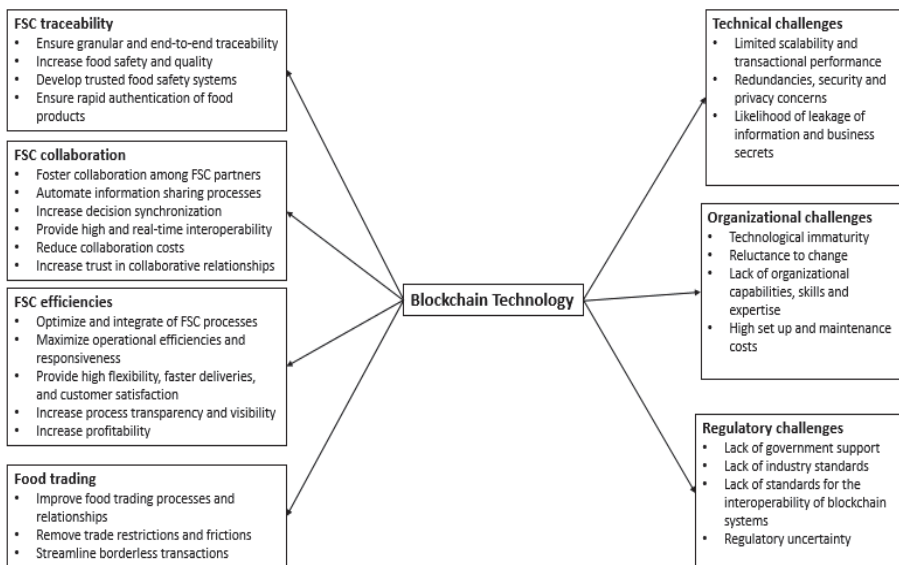 FSC traceability
• Ensure granular and end-to-end traceability
• Increase food safety and quality
• Develop trusted food safety systems
• Ensure rapid authentication of food
products
FSC collaboration
• Foster collaboration among FSC partners
• Automate information sharing processes
• Increase decision synchronization
• Provide high and real-time interoperability
• Reduce collaboration costs
• Increase trust in collaborative relationships
FSC efficiencies
• Optimize and integrate of FSC processes
• Maximize operational efficiencies and
responsiveness
• Provide high flexibility, faster deliveries,
and customer satisfaction
• Increase process transparency and visibility
• Increase profitability
Food trading
• Improve food trading processes and
relationships
• Remove trade restrictions and frictions
• Streamline borderless transactions
Blockchain Technology
Technical challenges
• Limited scalability and
transactional performance
• Redundancies, security and
privacy concerns
• Likelihood of leakage of
information and business
secrets
Organizational challenges
• Technological immaturity
• Reluctance to change
• Lack of organizational
capabilities, skills and
expertise
• High set up and maintenance
costs
Regulatory challenges
• Lack of government support
• Lack of industry standards
• Lack of standards for the
interoperability of blockchain
systems
• Regulatory uncertainty